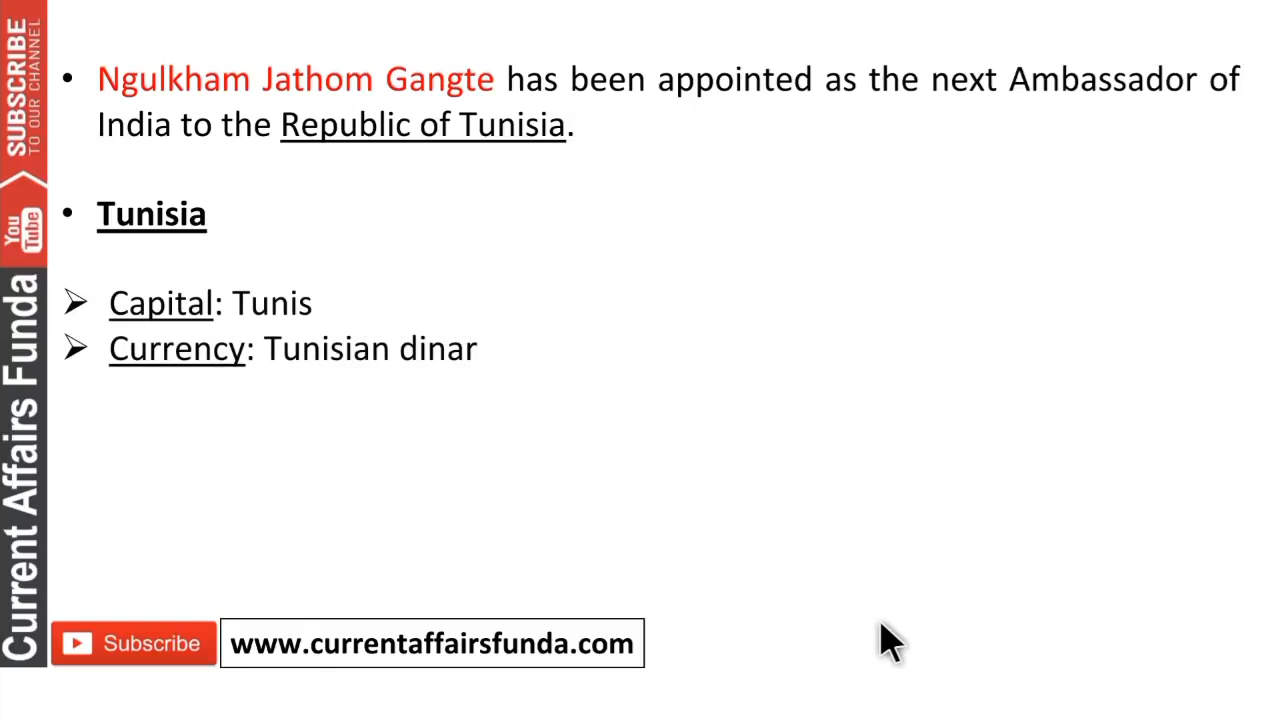 • Ngulkham Jathom Gangte has been appointed as the next Ambassador of
India to the Republic of Tunisia.
• Tunisia
➢ Capital: Tunis
➢ Currency: Tunisian dinar
SUBSCRIBE
TO OUR CHANNEL
You
Tube
Current Affairs Funda
Subscribe
www.currentaffairsfunda.com